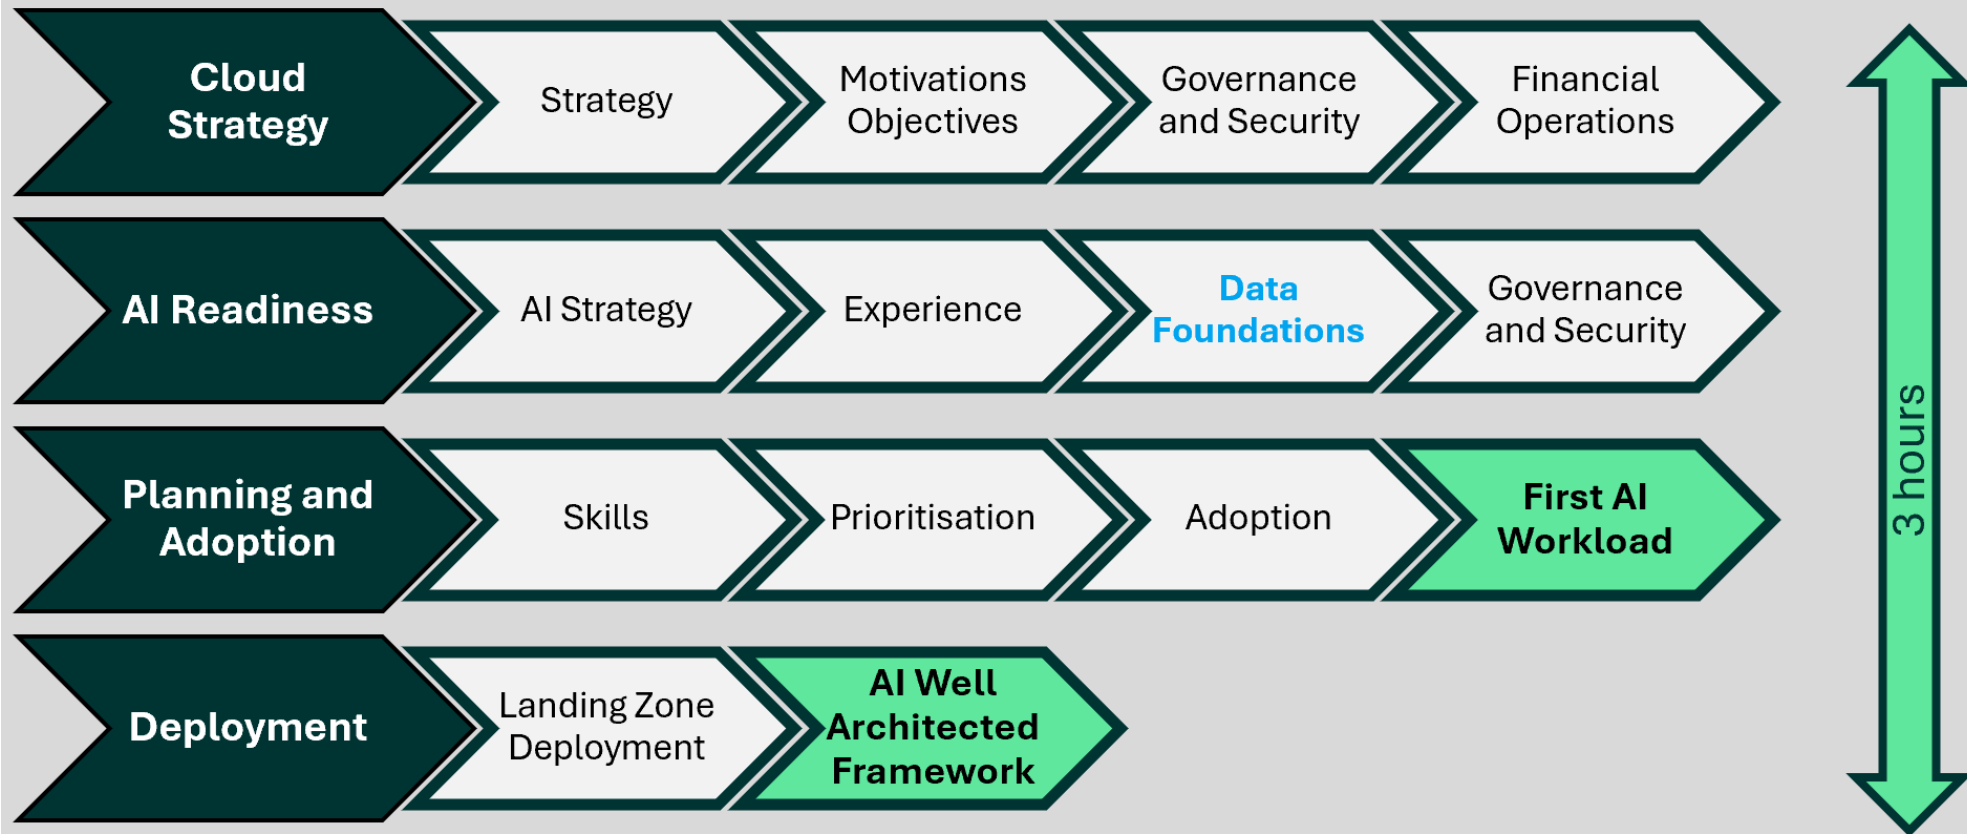 Cloud
Strategy
Strategy
Motivations
Objectives
Governance
and Security
Financial
Operations
AI Readiness
AI Strategy
Experience
Data
Foundations
Governance
and Security
Planning and
Adoption
Skills
Prioritisation
Adoption
First AI
Workload
Deployment
Landing Zone
Deployment
AI Well
Architected
Framework
3 hours